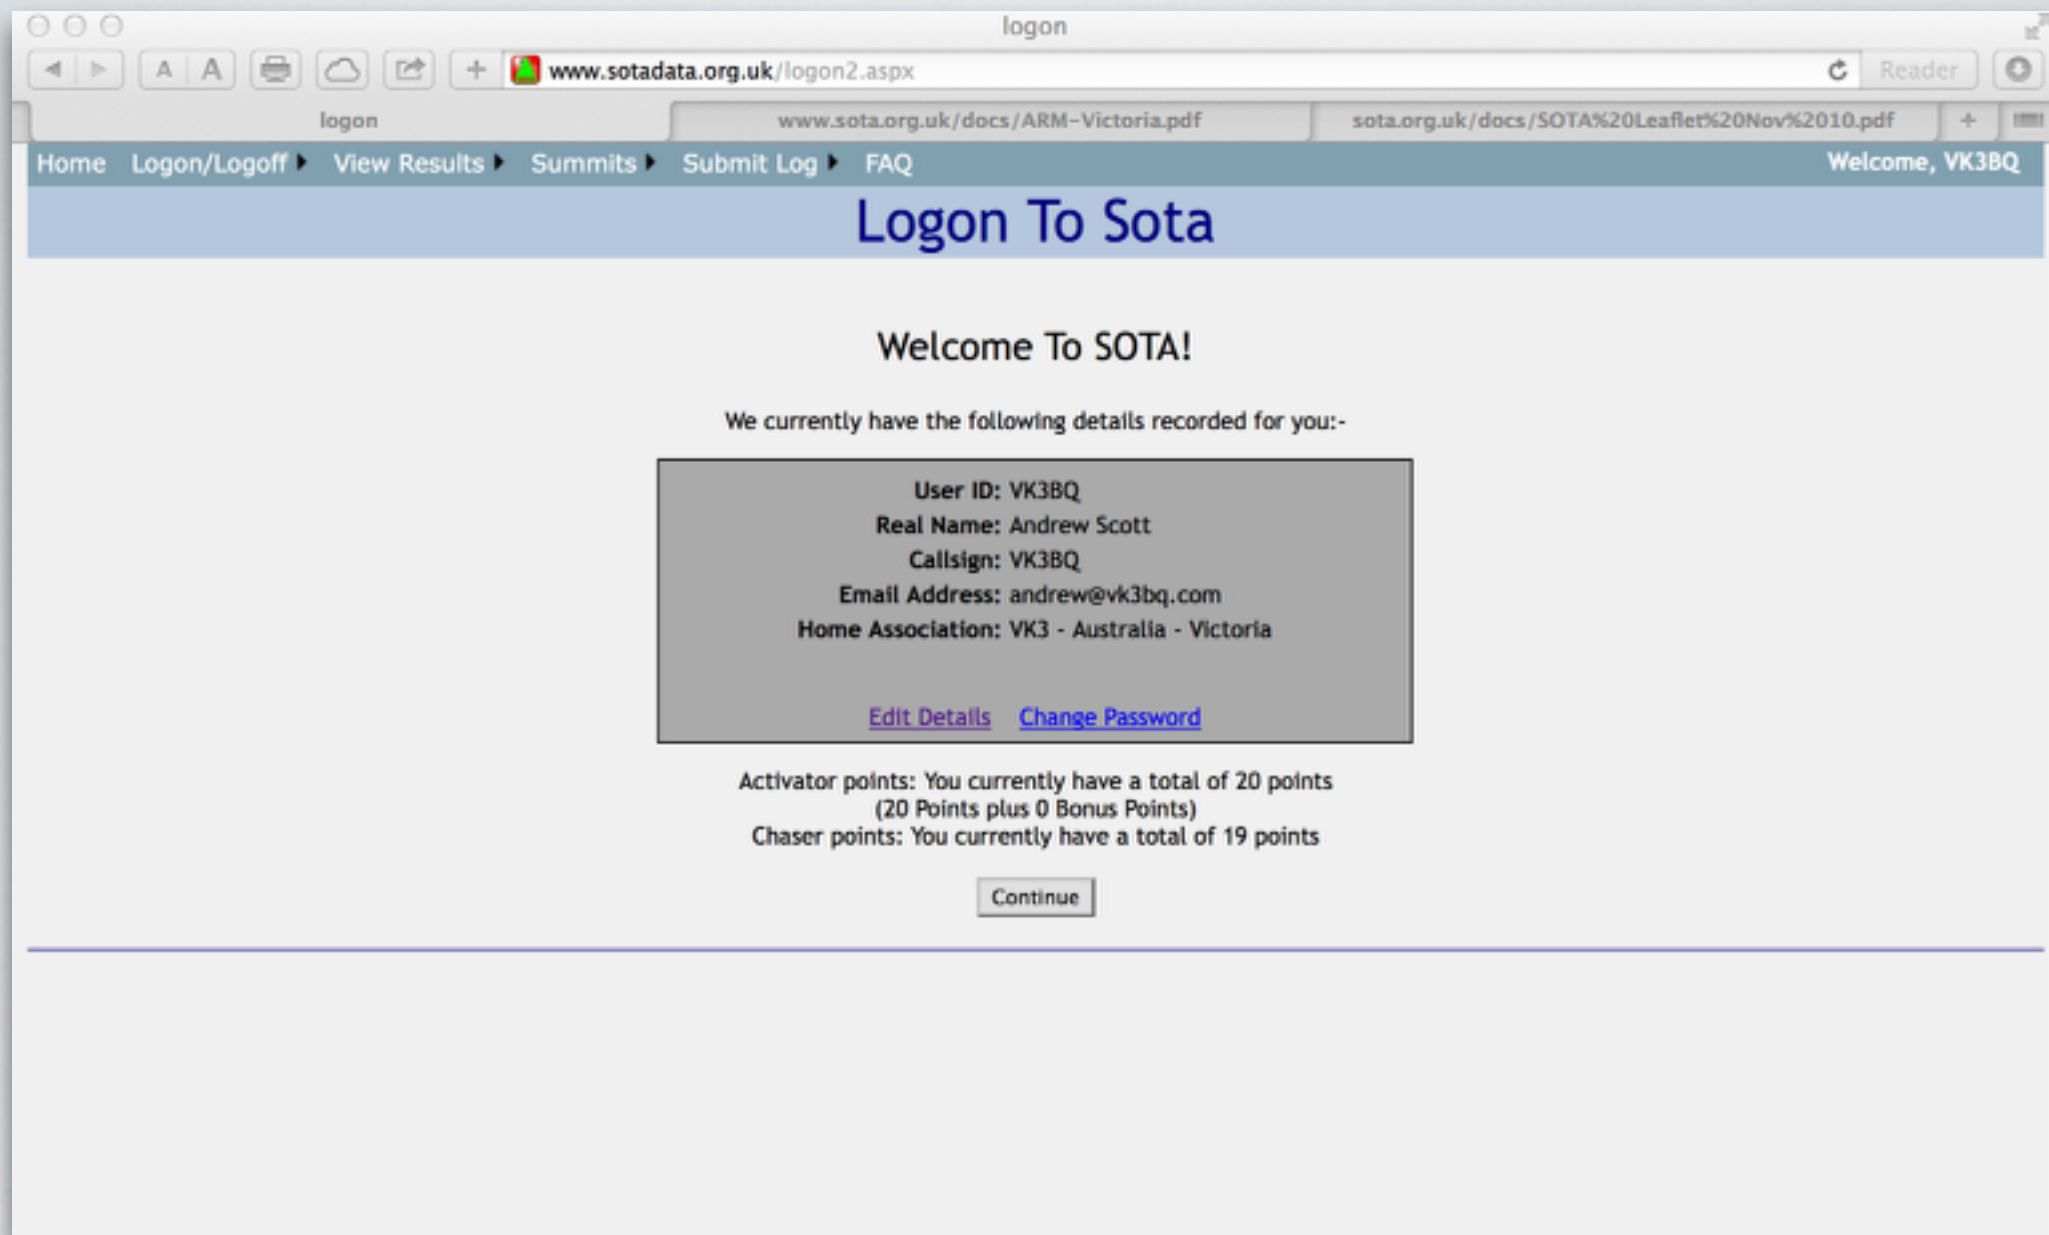 logon
A A + www.sotadata.org.uk/logon2.aspx Reader
logon www.sota.org.uk/docs/ARM-Victoria.pdf sota.org.uk/docs/SOTA%20Leaflet%20Nov%2010.pdf +
Home Logon/Logoff View Results Summits Submit Log FAQ Welcome, VK3BQ
Logon To Sota
Welcome To SOTA!
We currently have the following details recorded for you:-
User ID: VK3BQ
Real Name: Andrew Scott
Callsign: VK3BQ
Email Address: andrew@vk3bq.com
Home Association: VK3 - Australia - Victoria
Edit Details Change Password
Activator points: You currently have a total of 20 points
(20 Points plus 0 Bonus Points)
Chaser points: You currently have a total of 19 points
Continue